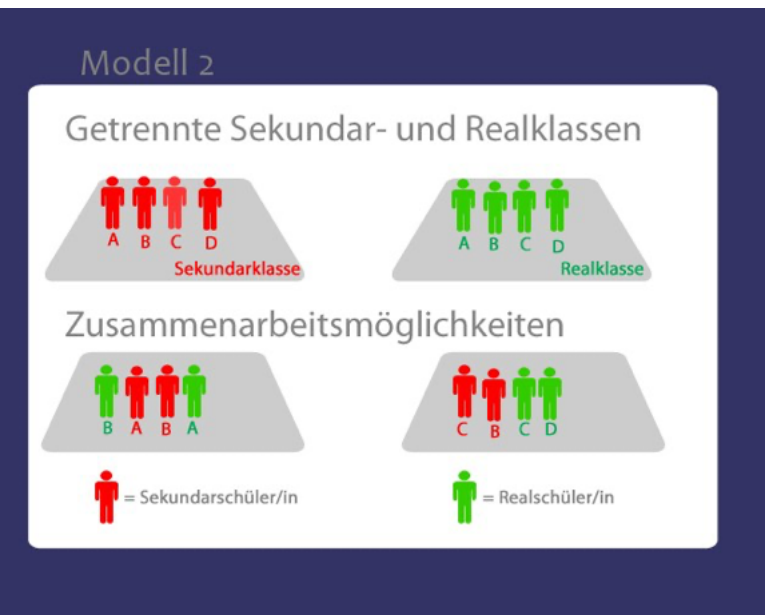 Modell 2
Getrennte Sekundar- und Realklassen
A B C D
Sekundarklasse
A B C D
Realklasse
Zusammenarbeitsmöglichkeiten
B A B A
C B C D
= Sekundarschüler/in
= Realschüler/in